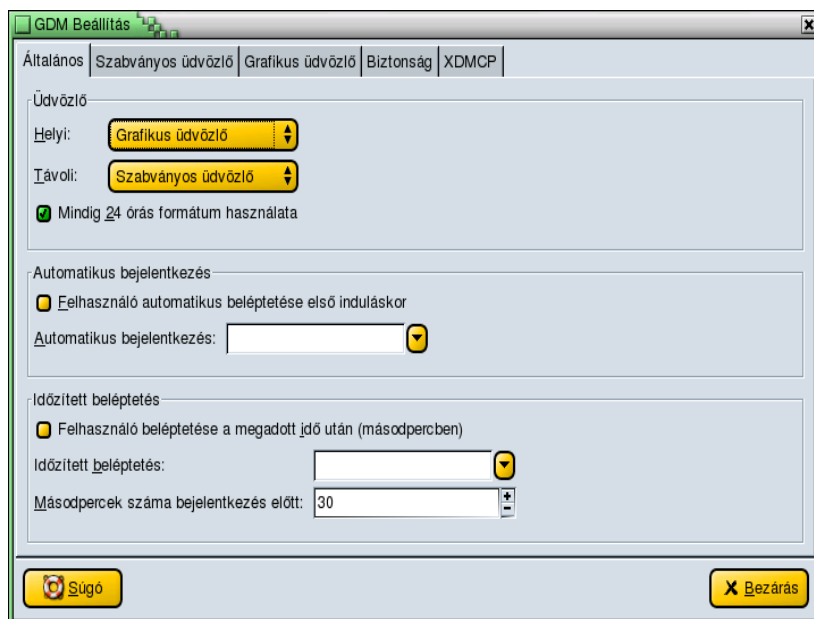 GDM Beállítás
Általános Szabványos üdvözlő Grafikus üdvözlő Biztonság XDMCP
Üdvözlő
Helyi: Grafikus üdvözlő
Távoli: Szabványos üdvözlő
Mindig 24 órás formátum használata
Automatikus bejelentkezés
Felhasználó automatikus beléptetése első induláskor
Automatikus bejelentkezés:
Időzített beléptetés
Felhasználó beléptetése a megadott idő után (másodpercben)
Időzített beléptetés:
Másodpercek száma bejelentkezés előtt: 30
Súgó Bezárás